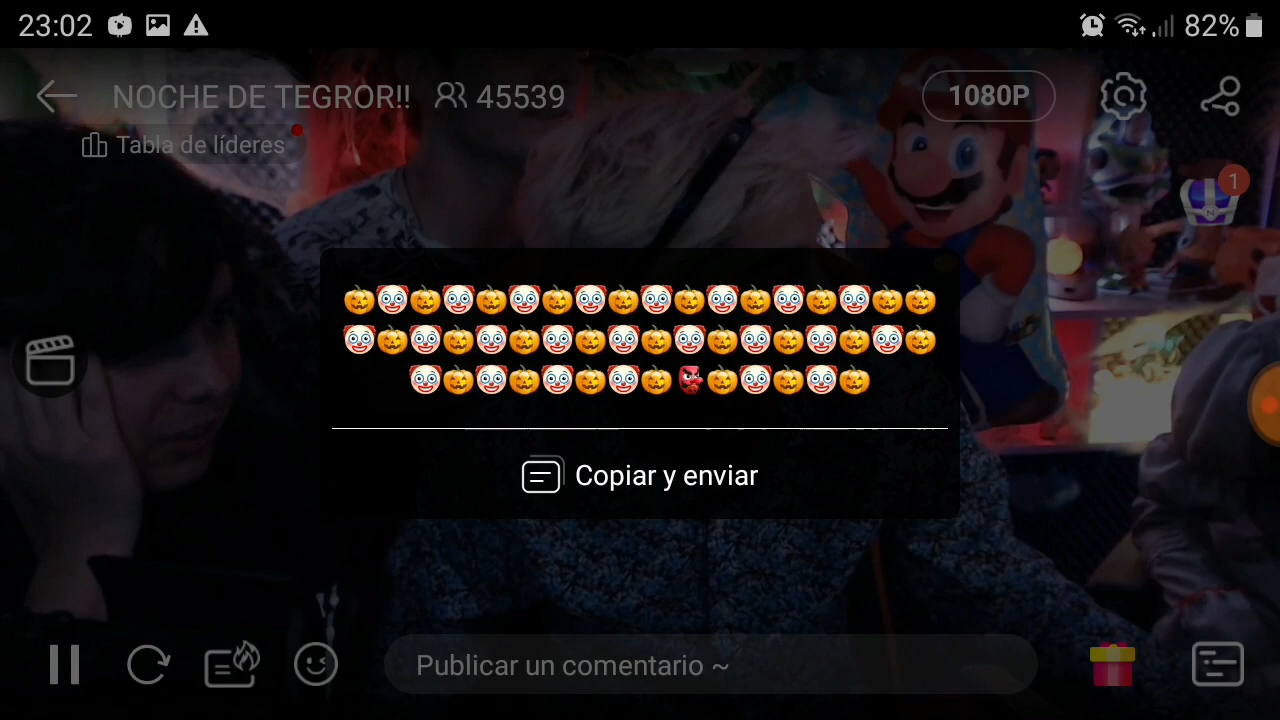 23:02 82%
NOCHE DE TEGROR!! 45539 1080P
Tabla de líderes
1
N
🎃🤡🎃🤡🎃🤡🎃🤡🎃🤡🎃🤡🎃🤡🎃🤡🎃🎃
🤡🎃🤡🎃🤡🎃🤡🎃🤡🎃🤡🎃🤡🎃🤡🎃🤡🎃
🤡🎃🤡🎃🤡🎃🤡🎃👺🎃🤡🎃🤡🎃
Copiar y enviar
Publicar un comentario ~